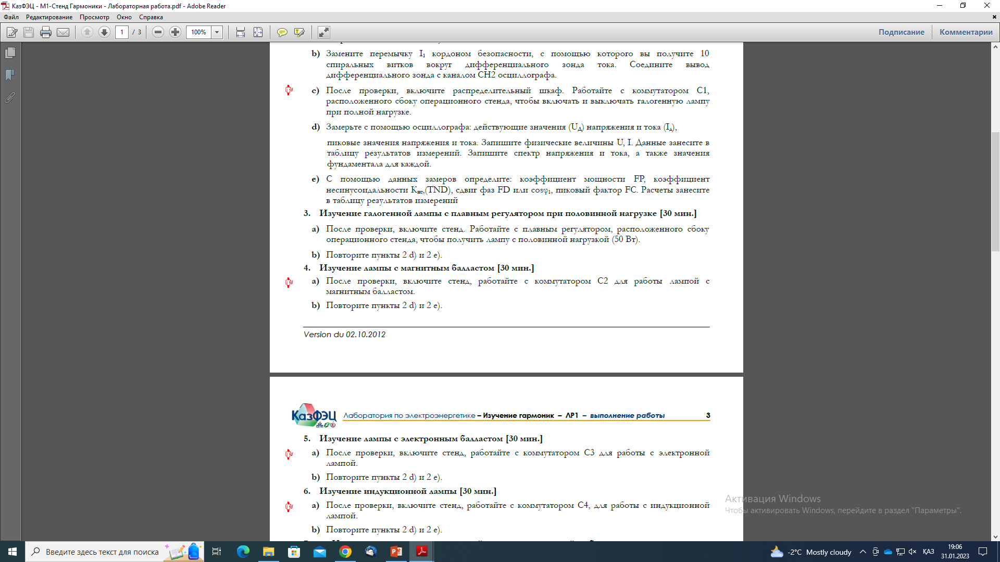 КазФЭЦ - М1-Стенд Гармоники - Лабораторная работа.pdf - Adobe Reader
Файл Редактирование Просмотр Окно Справка
1 / 3 100% Подписание Комментарии
b) Замените перемычку I₁ кордоном безопасности, с помощью которого вы получите 10
спиральных витков вокруг дифференциального зонда тока. Соедините вывод
дифференциального зонда с каналом CH2 осциллографа.
c) После проверки, включите распределительный шкаф. Работайте с коммутатором С1,
расположенного сбоку операционного стенда, чтобы включать и выключать галогенную лампу
при полной нагрузке.
d) Замерьте с помощью осциллографа: действующие значения (UД) напряжения и тока (IД),
пиковые значения напряжения и тока. Запишите физические величины U, I. Данные занесите в
таблицу результатов измерений. Запишите спектр напряжения и тока, а также значения
фундаментала для каждой.
e) С помощью данных замеров определите: коэффициент мощности FP, коэффициент
несинусоидальности Кнс,(TND), сдвиг фаз FD или cosφ₁, пиковый фактор FC. Расчеты занесите
в таблицу результатов измерений
3. Изучение галогенной лампы с плавным регулятором при половинной нагрузке [30 мин.]
a) После проверки, включите стенд. Работайте с плавным регулятором, расположенного сбоку
операционного стенда, чтобы получить лампу с половинной нагрузкой (50 Вт).
b) Повторите пункты 2 d) и 2 e).
4. Изучение лампы с магнитным балластом [30 мин.]
a) После проверки, включите стенд, работайте с коммутатором С2 для работы лампой с
магнитным балластом.
b) Повторите пункты 2 d) и 2 e).
Version du 02.10.2012
КазФЭЦ Лаборатория по электроэнергетике – Изучение гармоник – ЛР1 – выполнение работы 3
5. Изучение лампы с электронным балластом [30 мин.]
a) После проверки, включите стенд, работайте с коммутатором С3 для работы с электронной
лампой.
b) Повторите пункты 2 d) и 2 e).
6. Изучение индукционной лампы [30 мин.]
a) После проверки, включите стенд, работайте с коммутатором С4, для работы с индукционной
лампой.
b) Повторите пункты 2 d) и 2 e).
Активация Windows
Чтобы активировать Windows, перейдите в раздел "Параметры".
Введите здесь текст для поиска
-2°C Mostly cloudy
ҚАЗ
19:06
31.01.2023